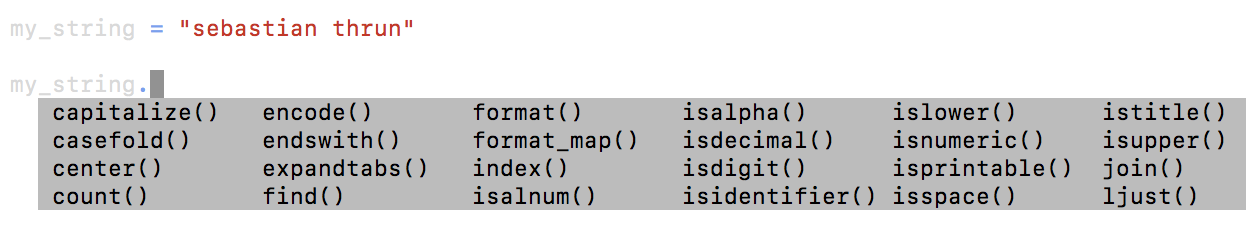 my_string = "sebastian thrun"
my_string.
capitalize() encode() format() isalpha() islower() istitle()
casefold() endswith() format_map() isdecimal() isnumeric() isupper()
center() expandtabs() index() isdigit() isprintable() join()
count() find() isalnum() isidentifier() isspace() ljust()